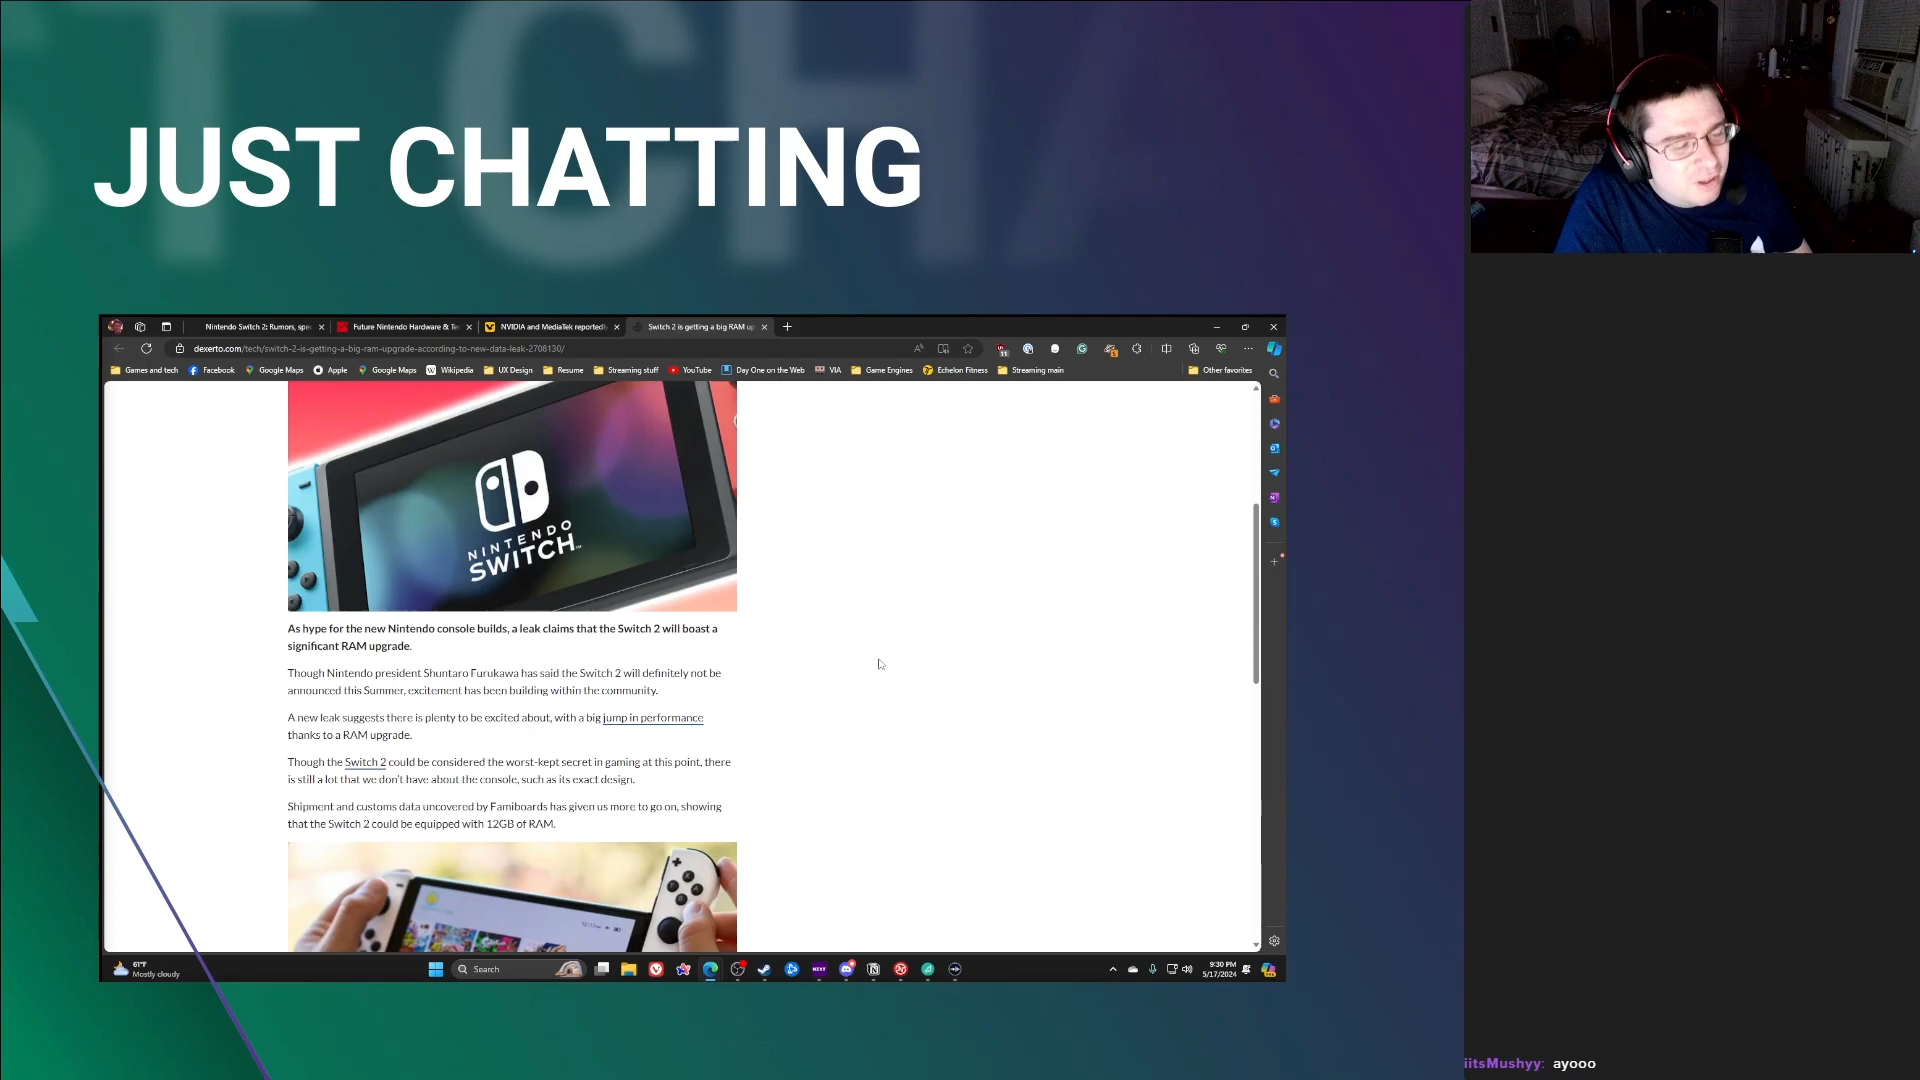 ST CHA
JUST CHATTING
Nintendo Switch 2: Rumors, spe
Future Nintendo Hardware & Te
NVIDIA and MediaTek reportedl
Switch 2 is getting a big RAM up
dexerto.com/tech/switch-2-is-getting-a-big-ram-upgrade-according-to-new-data-leak-2708130/
Games and tech
Facebook
Google Maps
Apple
Google Maps
Wikipedia
UX Design
Resume
Streaming stuff
YouTube
Day One on the Web
VIA
Game Engines
Echelon Fitness
Streaming main
Other favorites
NINTENDO
SWITCH
As hype for the new Nintendo console builds, a leak claims that the Switch 2 will boast a
significant RAM upgrade.
Though Nintendo president Shuntaro Furukawa has said the Switch 2 will definitely not be
announced this Summer, excitement has been building within the community.
A new leak suggests there is plenty to be excited about, with a big jump in performance
thanks to a RAM upgrade.
Though the Switch 2 could be considered the worst-kept secret in gaming at this point, there
is still a lot that we don't have about the console, such as its exact design.
Shipment and customs data uncovered by Famiboards has given us more to go on, showing
that the Switch 2 could be equipped with 12GB of RAM.
61°F
Mostly cloudy
Search
9:30 PM
5/17/2024
iitsMushyy: ayooo